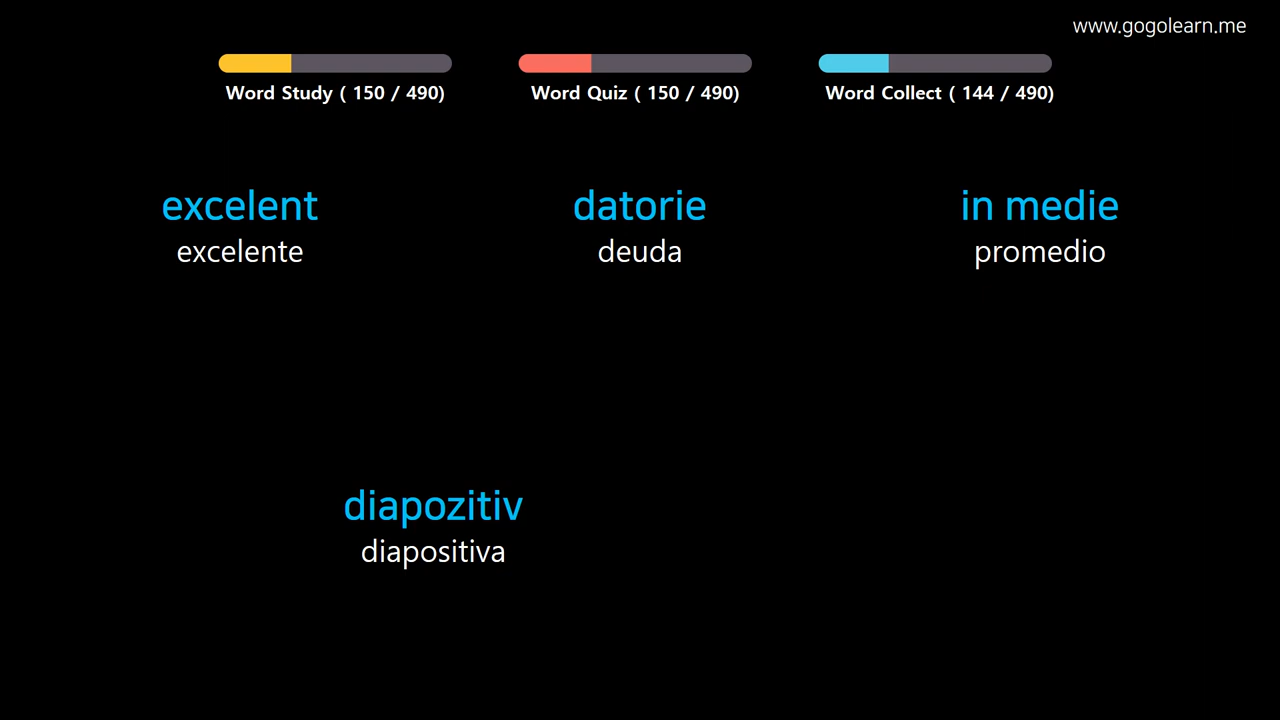 www.gogolearn.me
Word Study ( 150 / 490)
Word Quiz ( 150 / 490)
Word Collect ( 144 / 490)
excelent
excelente
datorie
deuda
in medie
promedio
diapozitiv
diapositiva